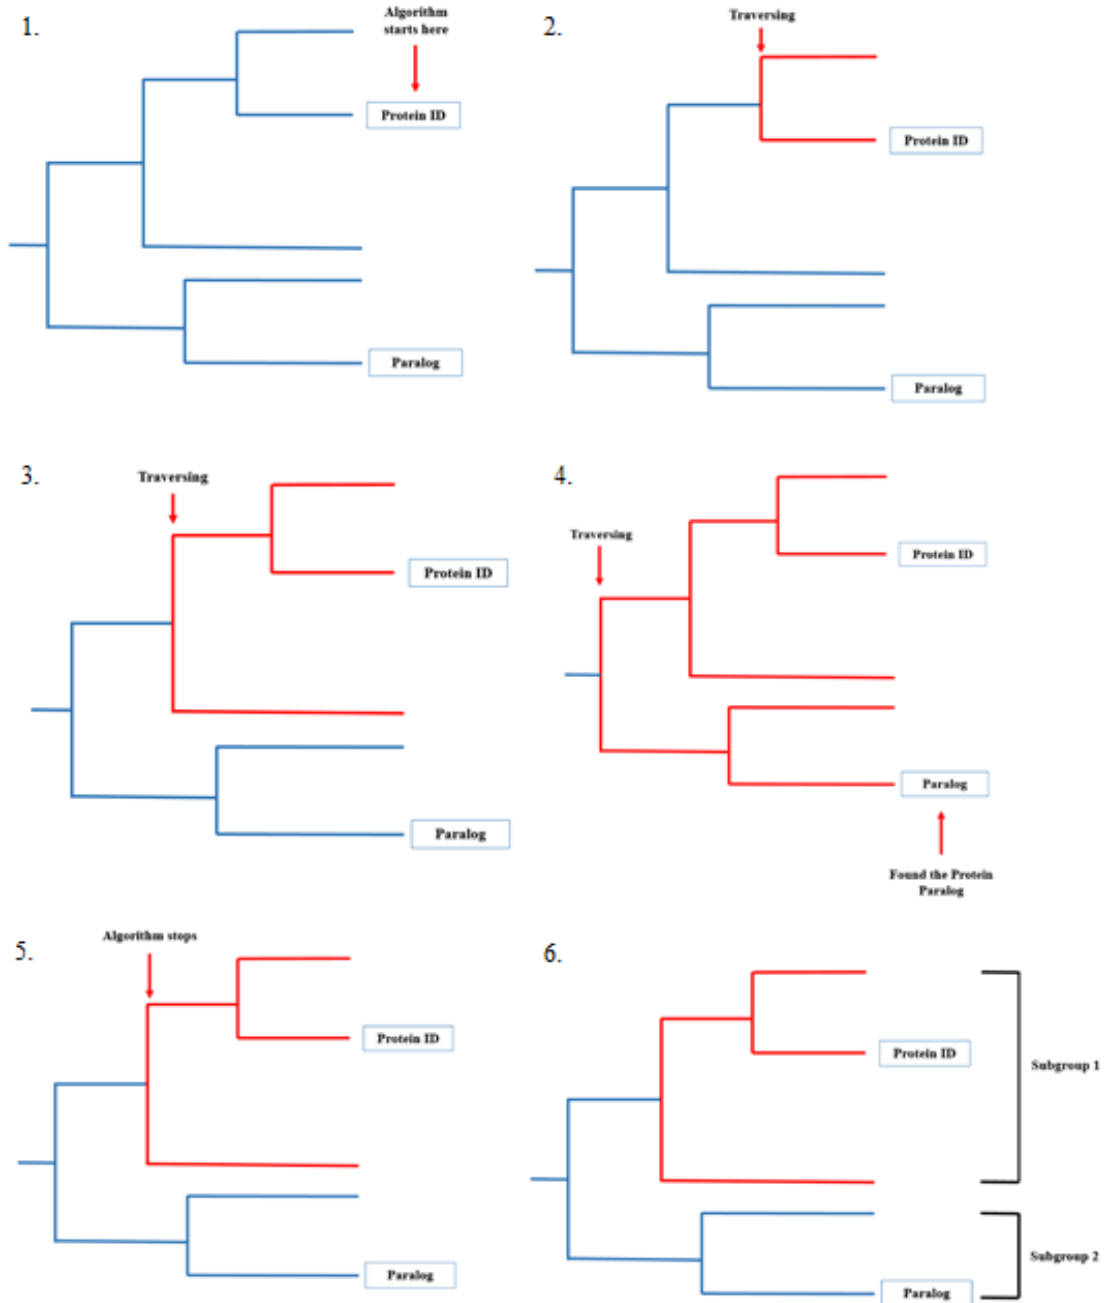 1.
Algorithm
starts here
Protein ID
Paralog
2.
Traversing
Protein ID
Paralog
3.
Traversing
Protein ID
Paralog
4.
Traversing
Protein ID
Paralog
Found the Protein
Paralog
5.
Algorithm stops
Protein ID
Paralog
6.
Protein ID
Subgroup 1
Subgroup 2
Paralog